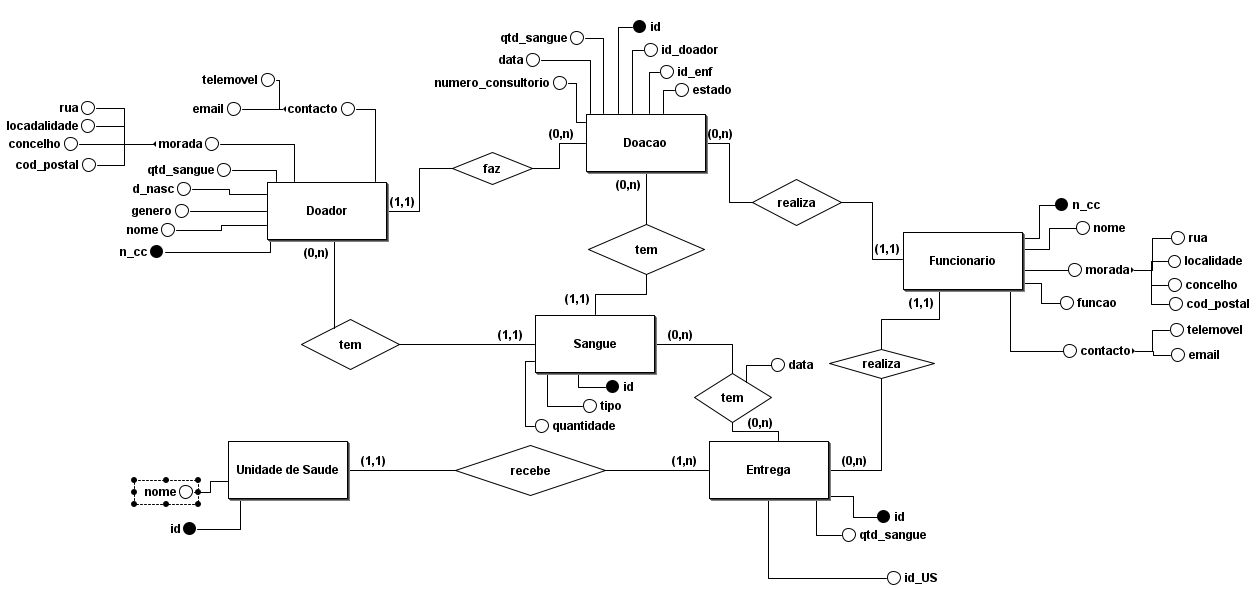 id
qtd_sangue
id_doador
data
id_enf
numero_consultorio
estado
telemovel
email
contacto
rua
locadalidade
concelho
morada
cod_postal
qtd_sangue
d_nasc
genero
nome
n_cc
Doador
(1,1)
(0,n)
faz
(0,n)
Doacao
(0,n)
(0,n)
realiza
(1,1)
Funcionario
(1,1)
n_cc
nome
morada
rua
localidade
concelho
cod_postal
funcao
contacto
telemovel
email
tem
(1,1)
tem
(1,1)
Sangue
(0,n)
id
tipo
quantidade
data
tem
(0,n)
realiza
(0,n)
Unidade de Saude
(1,1)
recebe
(1,n)
Entrega
nome
id
id
qtd_sangue
id_US